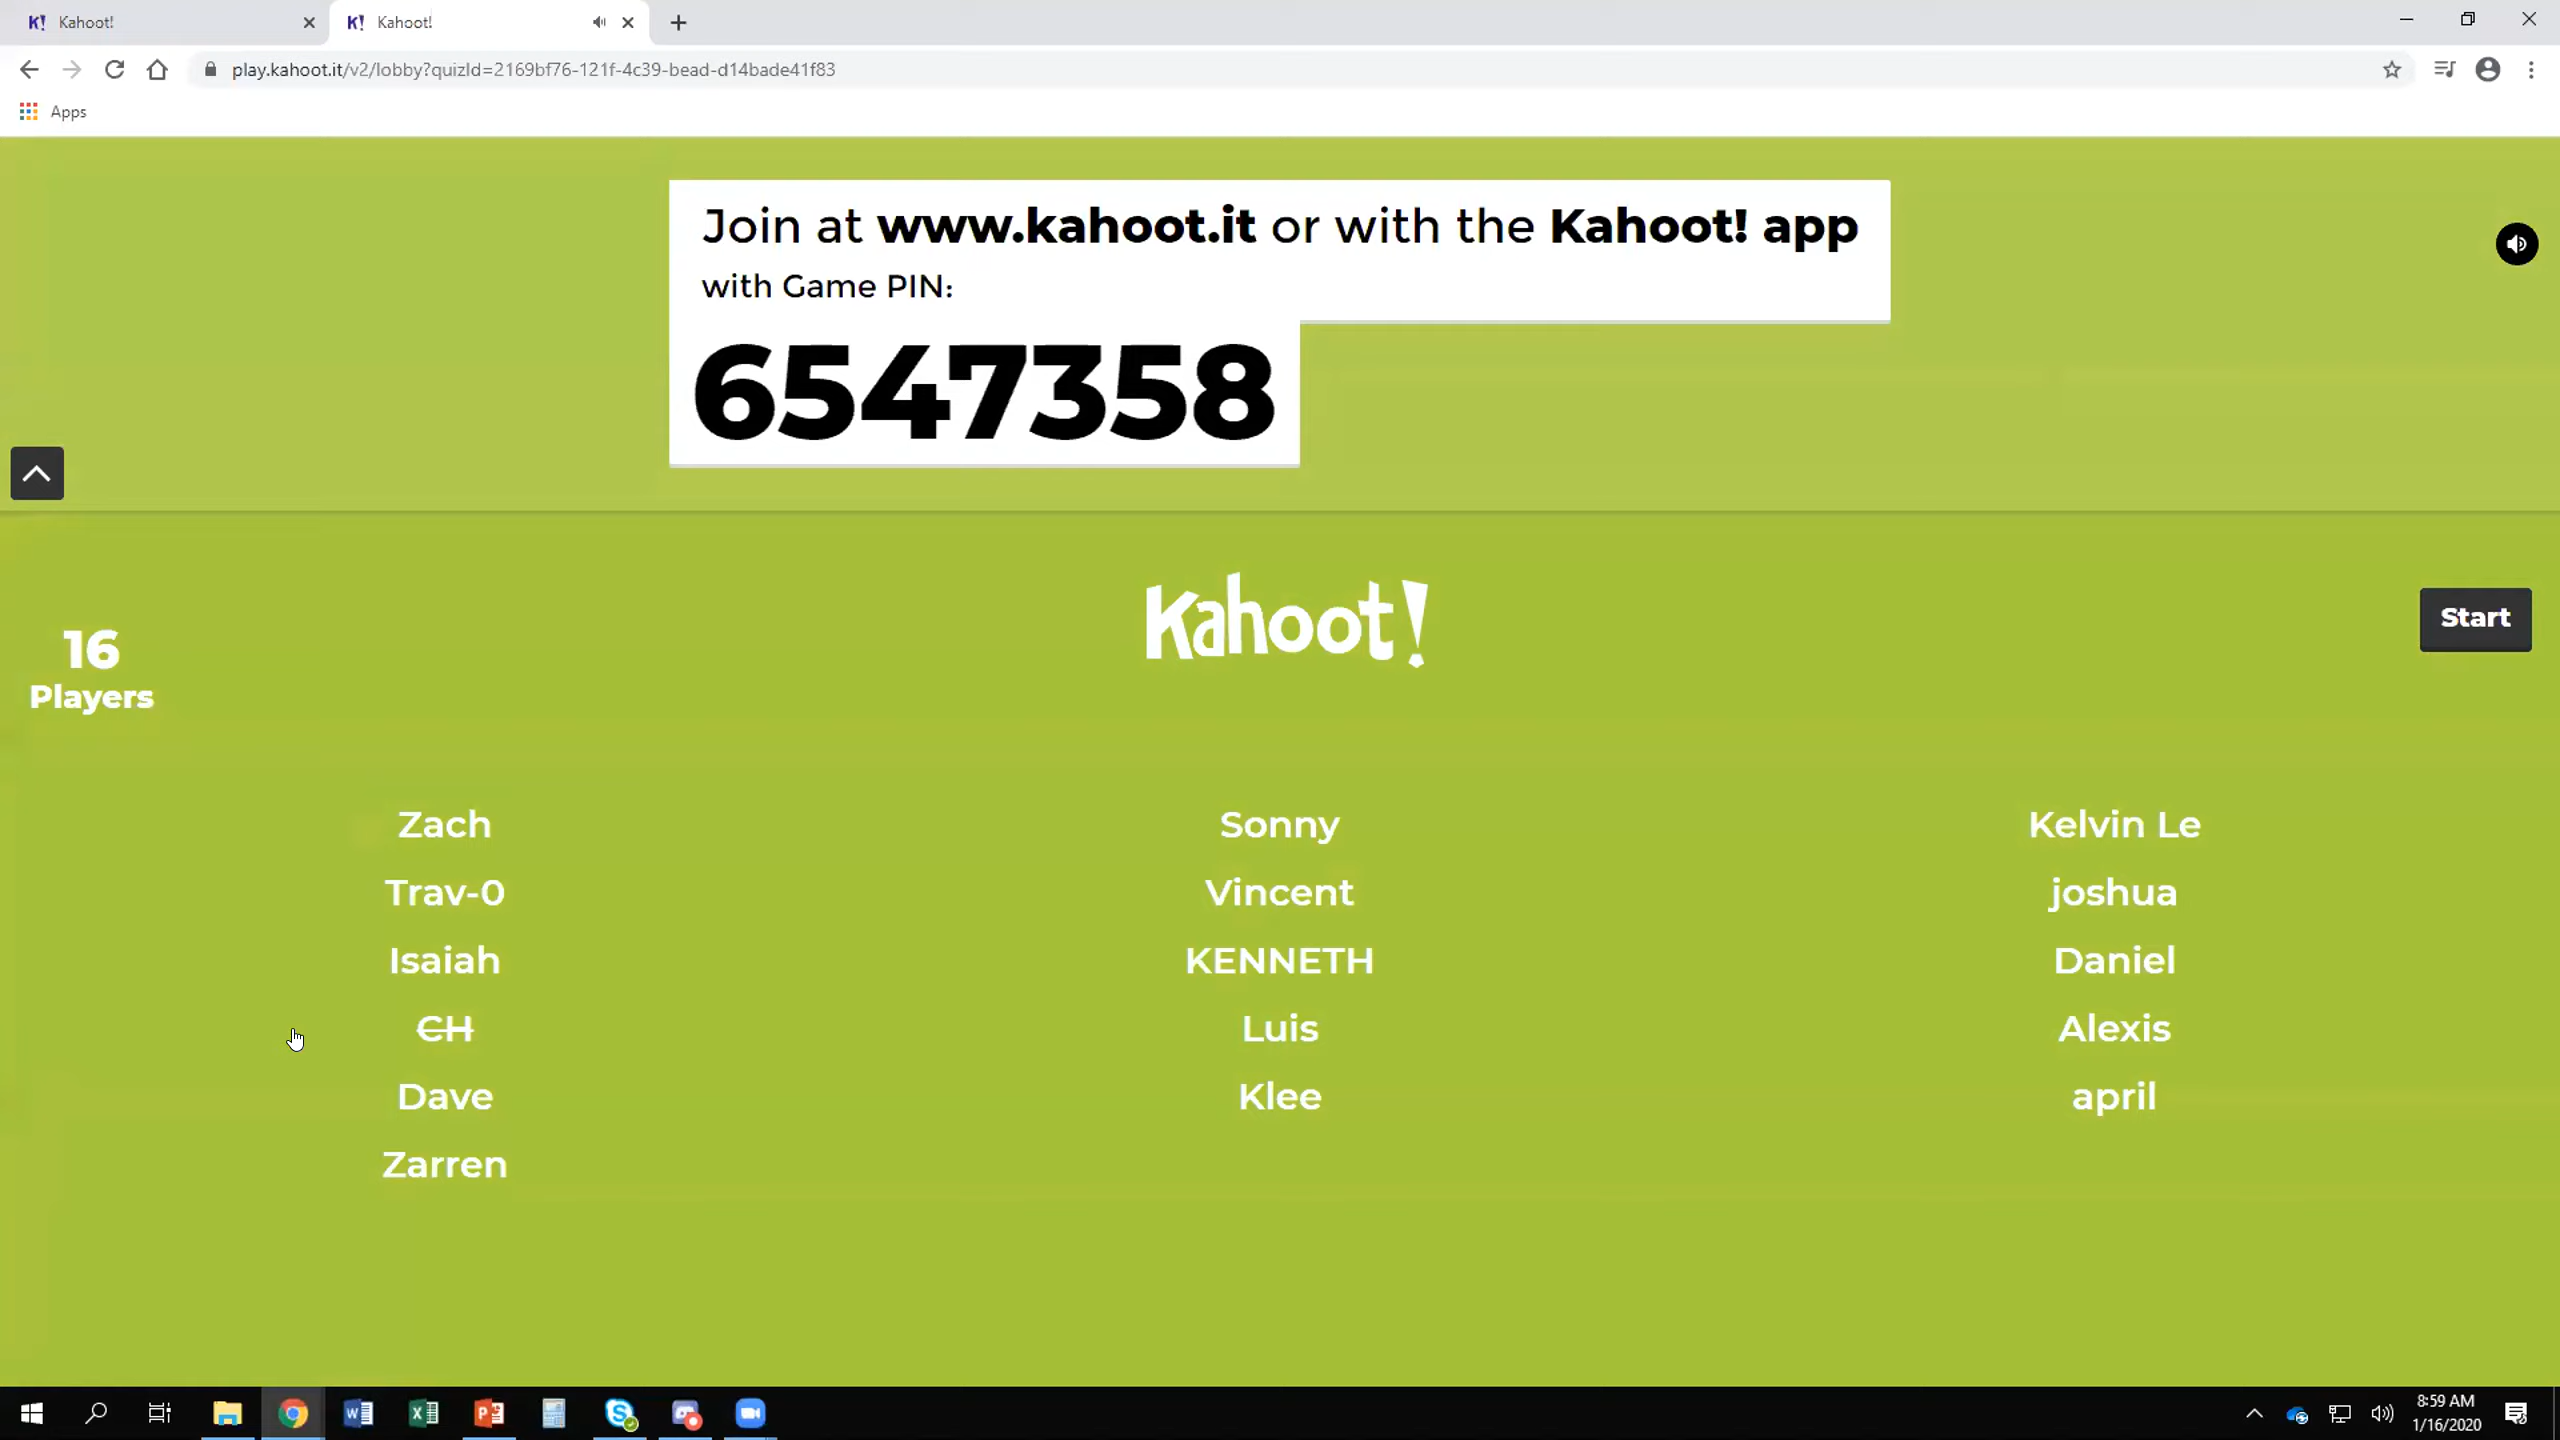 Kahoot!
Kahoot!
play.kahoot.it/v2/lobby?quizId=2169bf76-121f-4c39-bead-d14bade41f83
Apps
Join at www.kahoot.it or with the Kahoot! app
with Game PIN:
6547358
Kahoot!
Start
16
Players
Zach
Sonny
Kelvin Le
Trav-0
Vincent
joshua
Isaiah
KENNETH
Daniel
CH
Luis
Alexis
Dave
Klee
april
Zarren
8:59 AM
1/16/2020